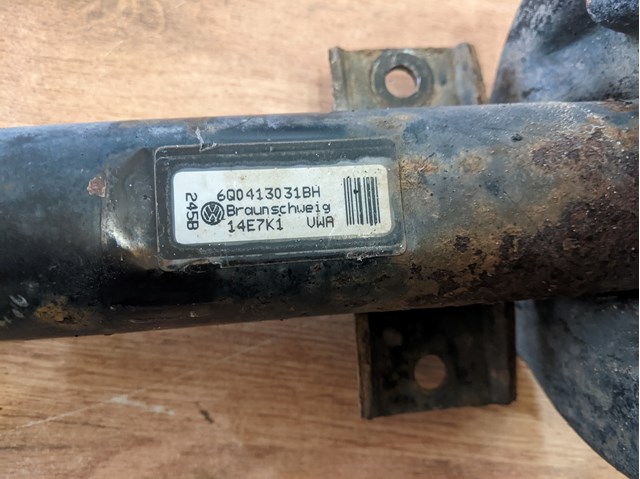 6Q0413031BH
Braunschweig
14E7K1 VWA
245B